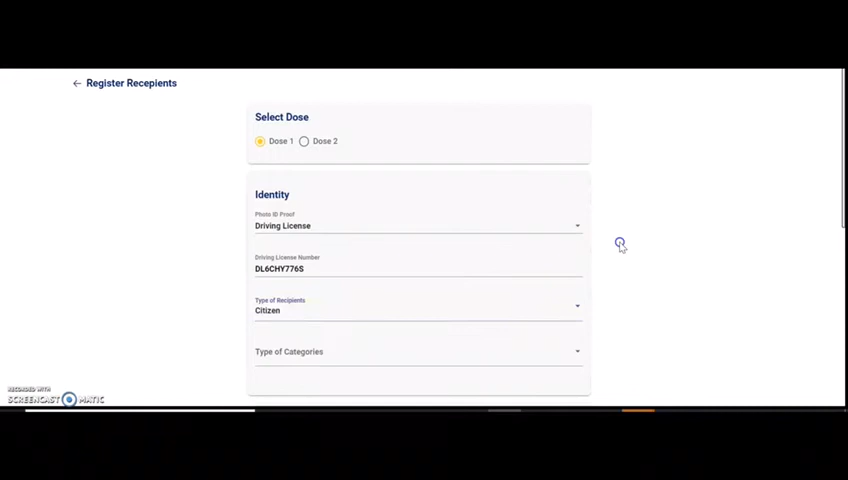 Register Recepients
Select Dose
Dose 1
Dose 2
Identity
Photo ID Proof
Driving License
Driving License Number
DL6CHY776S
Type of Recipients
Citizen
Type of Categories
RECORDED WITH
SCREENCAST MATIC